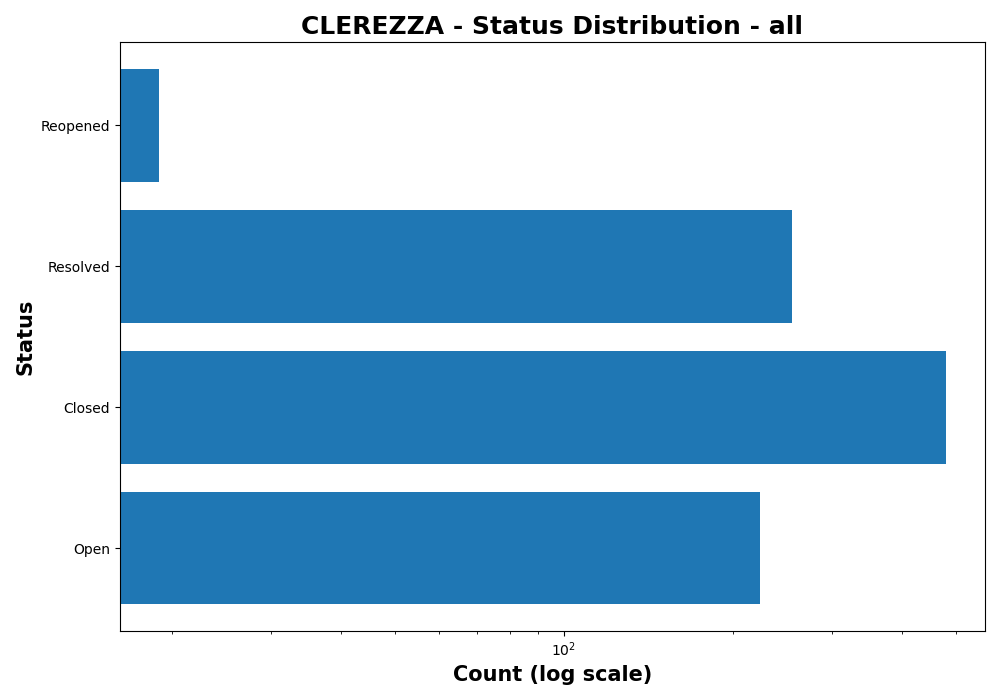 CLEREZZA - Status Distribution - all
Reopened
Resolved
Closed
Open
Status
10²
Count (log scale)